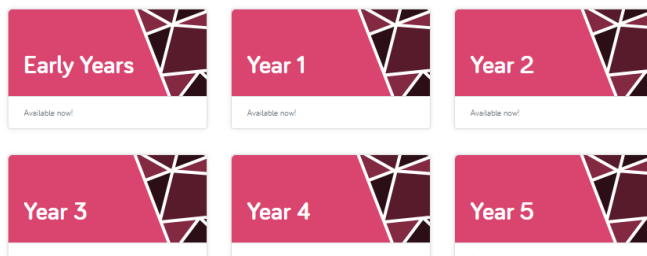 Early Years
Available now!
Year 1
Available now!
Year 2
Available now!
Year 3
Year 4
Year 5